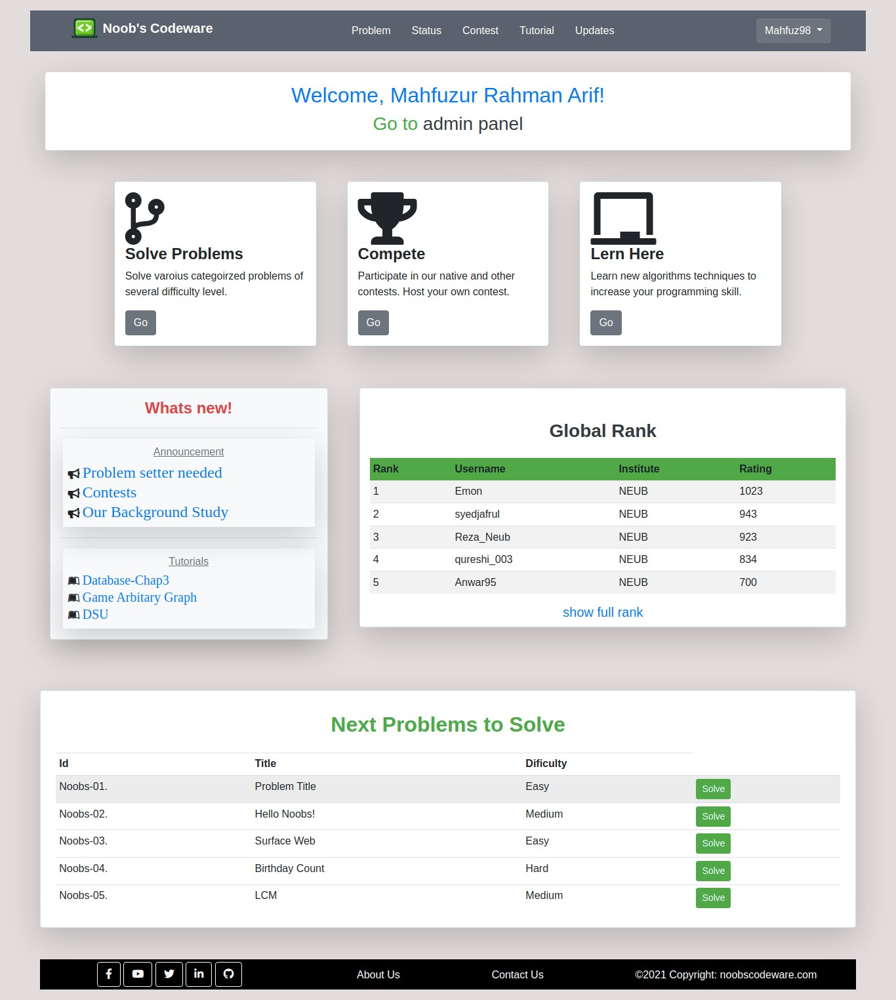 Noob's Codeware
Problem Status Contest Tutorial Updates
Mahfuz98
Welcome, Mahfuzur Rahman Arif!
Go to admin panel
Solve Problems
Solve varoius categoirzed problems of
several difficulty level.
Go
Compete
Participate in our native and other
contests. Host your own contest.
Go
Lern Here
Learn new algorithms techniques to
increase your programming skill.
Go
Whats new!
Announcement
Problem setter needed
Contests
Our Background Study
Tutorials
Database-Chap3
Game Arbitary Graph
DSU
Global Rank
Rank Username Institute Rating
1 Emon NEUB 1023
2 syedjafrul NEUB 943
3 Reza_Neub NEUB 923
4 qureshi_003 NEUB 834
5 Anwar95 NEUB 700
show full rank
Next Problems to Solve
Id Title Dificulty
Noobs-01. Problem Title Easy Solve
Noobs-02. Hello Noobs! Medium Solve
Noobs-03. Surface Web Easy Solve
Noobs-04. Birthday Count Hard Solve
Noobs-05. LCM Medium Solve
About Us Contact Us ©2021 Copyright: noobscodeware.com